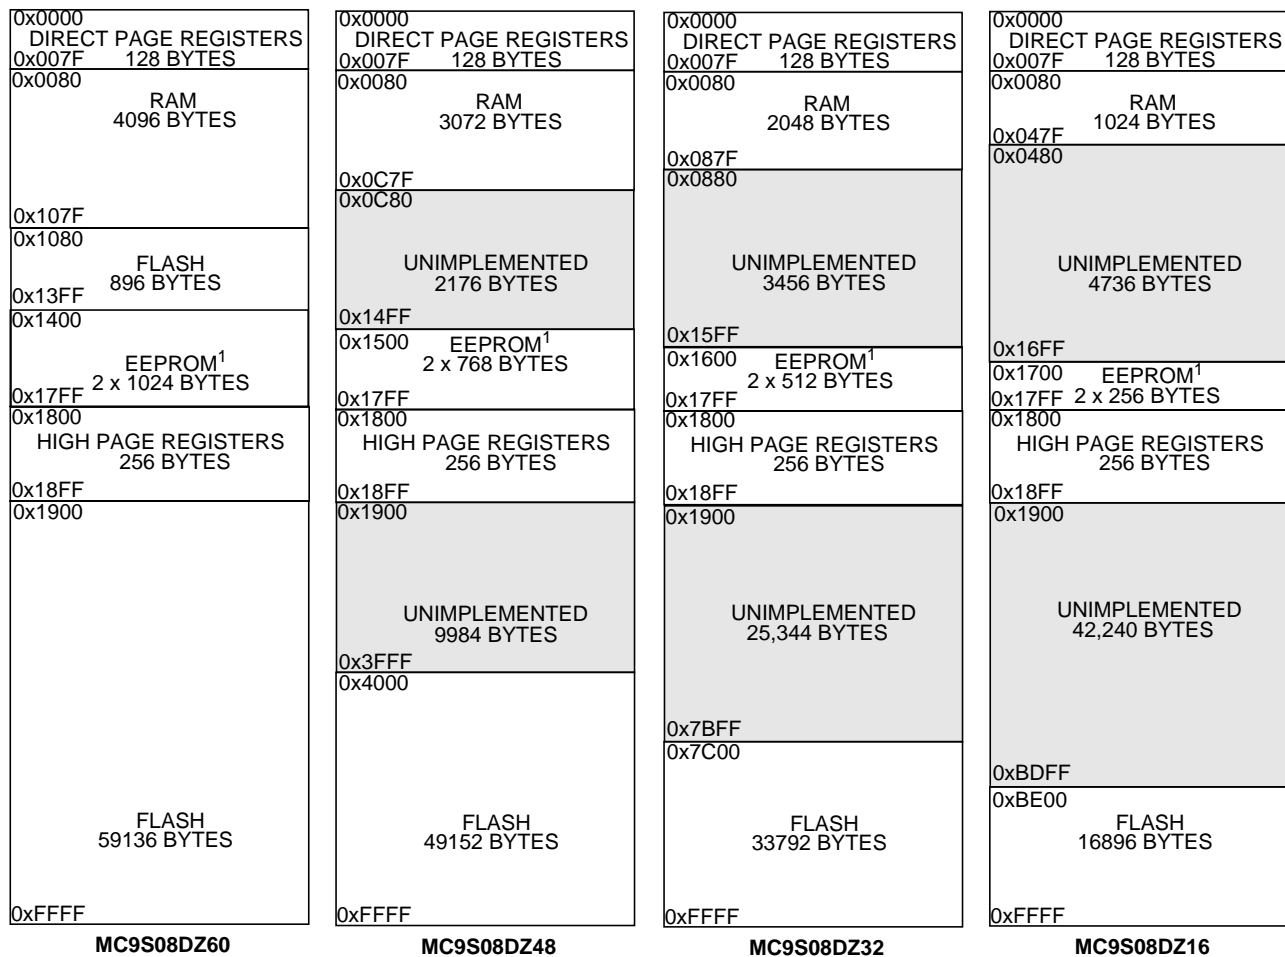 0x0000
DIRECT PAGE REGISTERS
0x007F 128 BYTES
0x0080
RAM
4096 BYTES
0x107F
0x1080
FLASH
896 BYTES
0x13FF
0x1400
EEPROM1
2 x 1024 BYTES
0x17FF
0x1800
HIGH PAGE REGISTERS
256 BYTES
0x18FF
0x1900
FLASH
59136 BYTES
0xFFFF
MC9S08DZ60
0x0000
DIRECT PAGE REGISTERS
0x007F 128 BYTES
0x0080
RAM
3072 BYTES
0x0C7F
0x0C80
UNIMPLEMENTED
2176 BYTES
0x14FF
0x1500 EEPROM1
2 x 768 BYTES
0x17FF
0x1800
HIGH PAGE REGISTERS
256 BYTES
0x18FF
0x1900
UNIMPLEMENTED
9984 BYTES
0x3FFF
0x4000
FLASH
49152 BYTES
0xFFFF
MC9S08DZ48
0x0000
DIRECT PAGE REGISTERS
0x007F 128 BYTES
0x0080
RAM
2048 BYTES
0x087F
0x0880
UNIMPLEMENTED
3456 BYTES
0x15FF
0x1600 EEPROM1
2 x 512 BYTES
0x17FF
0x1800
HIGH PAGE REGISTERS
256 BYTES
0x18FF
0x1900
UNIMPLEMENTED
25,344 BYTES
0x7BFF
0x7C00
FLASH
33792 BYTES
0xFFFF
MC9S08DZ32
0x0000
DIRECT PAGE REGISTERS
0x007F 128 BYTES
0x0080
RAM
1024 BYTES
0x047F
0x0480
UNIMPLEMENTED
4736 BYTES
0x16FF
0x1700 EEPROM1
0x17FF 2 x 256 BYTES
0x1800
HIGH PAGE REGISTERS
256 BYTES
0x18FF
0x1900
UNIMPLEMENTED
42,240 BYTES
0xBDFF
0xBE00
FLASH
16896 BYTES
0xFFFF
MC9S08DZ16